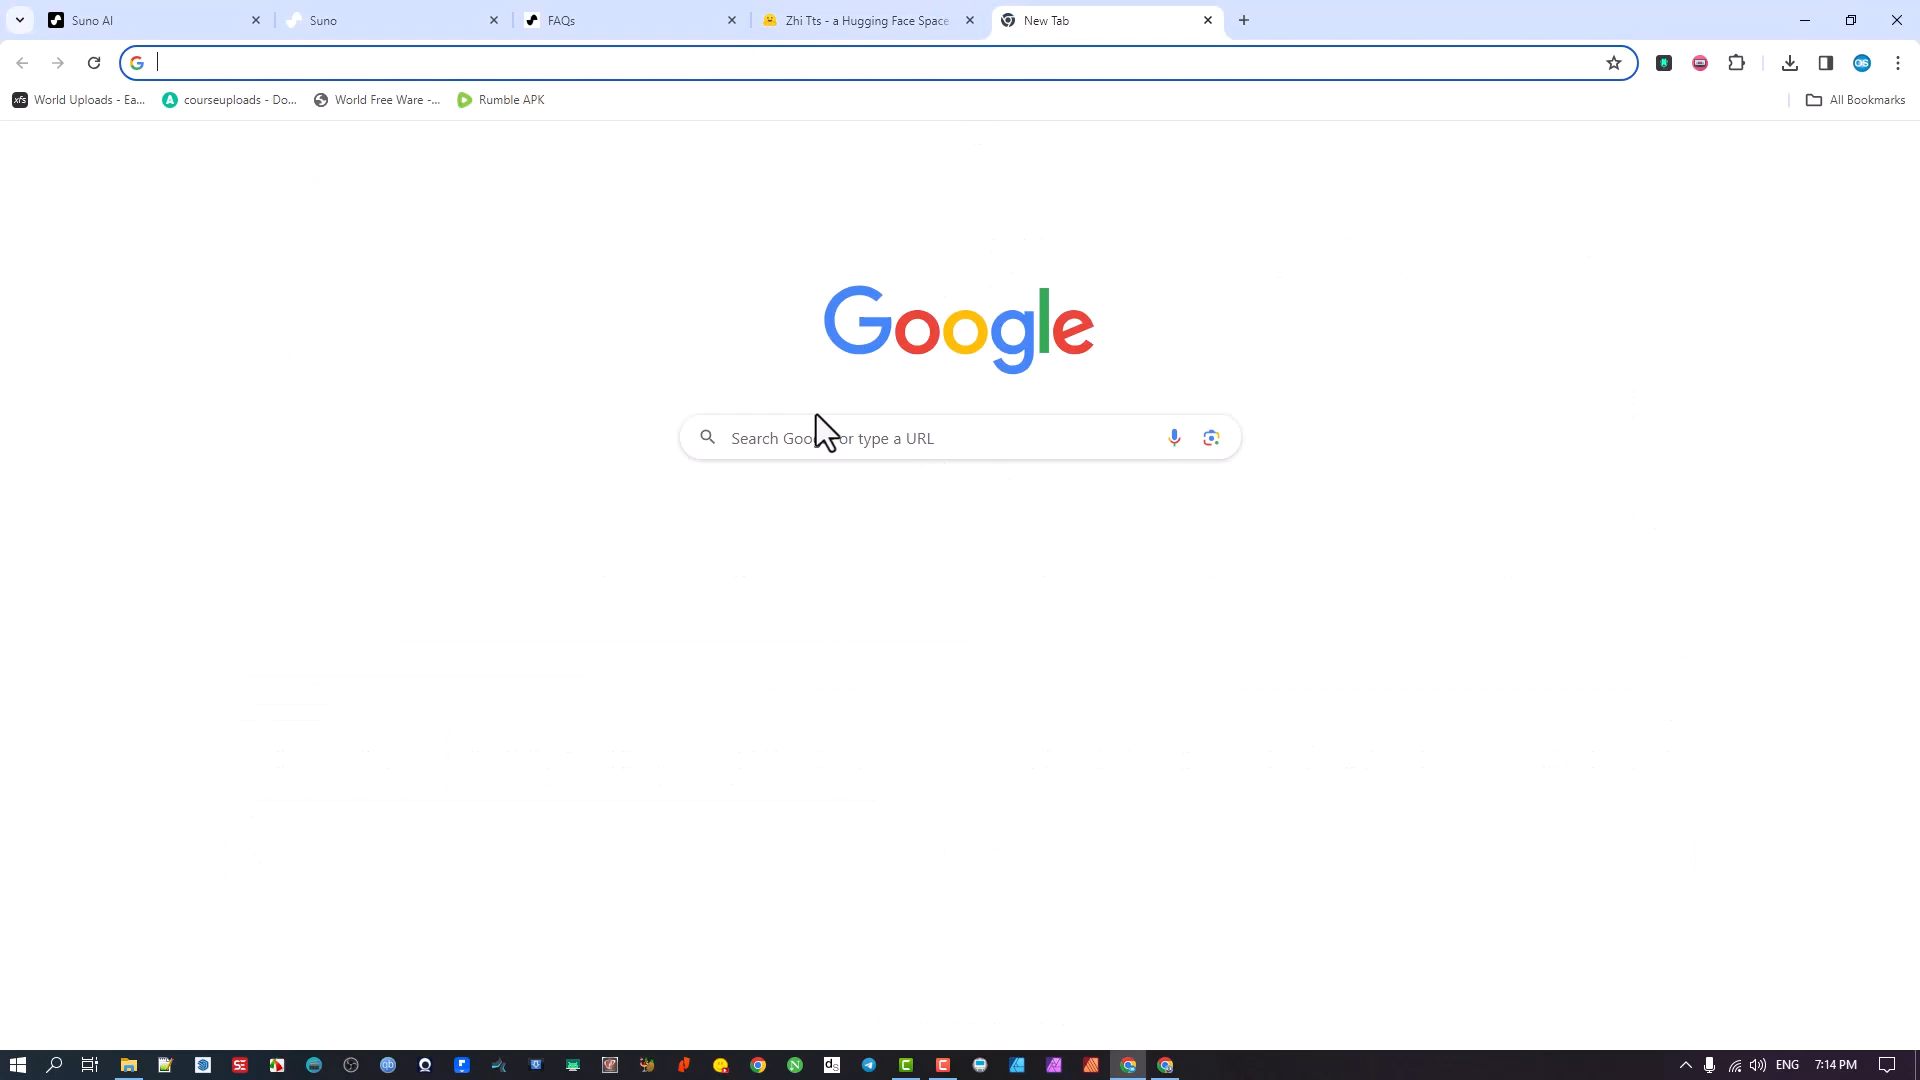 Suno AI
Suno
FAQs
Zhi Tts - a Hugging Face Space
New Tab
World Uploads - Ea...
courseuploads - Do...
World Free Ware -...
Rumble APK
All Bookmarks
Google
Search Goo or type a URL
ENG
7:14 PM